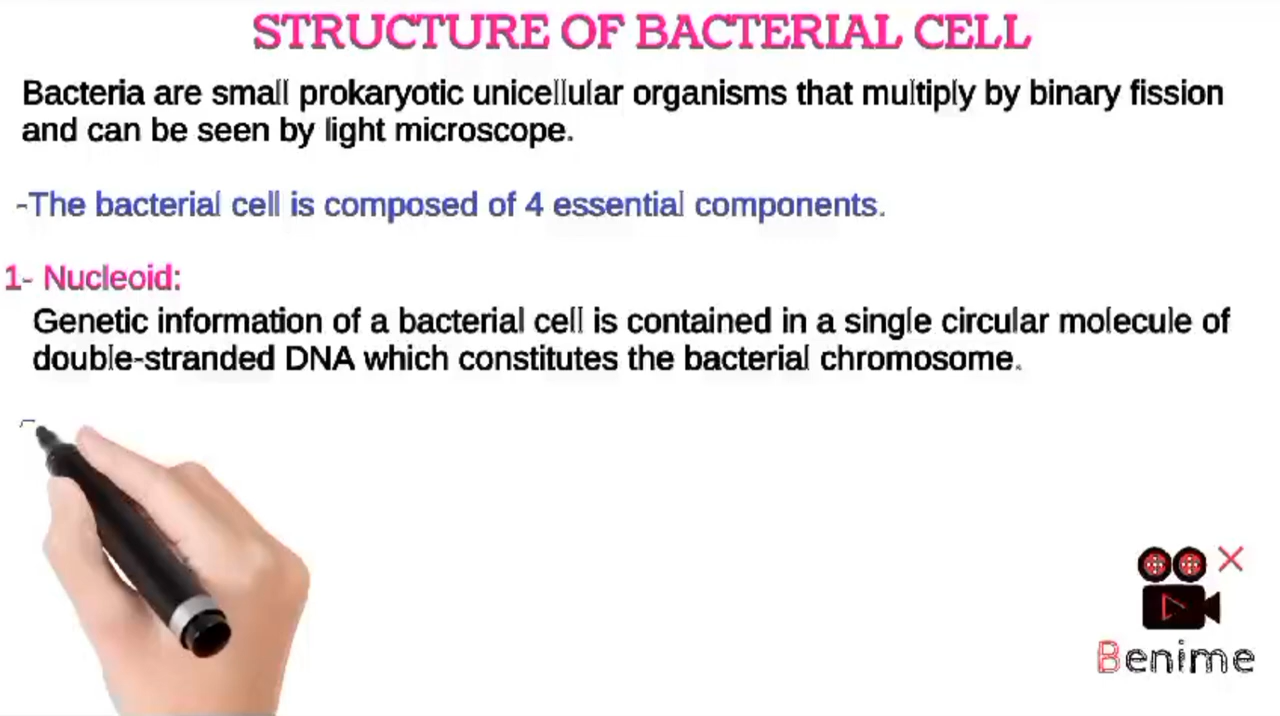 STRUCTURE OF BACTERIAL CELL
Bacteria are small prokaryotic unicellular organisms that multiply by binary fission
and can be seen by light microscope.
-The bacterial cell is composed of 4 essential components.
1- Nucleoid:
Genetic information of a bacterial cell is contained in a single circular molecule of
double-stranded DNA which constitutes the bacterial chromosome.
Benime